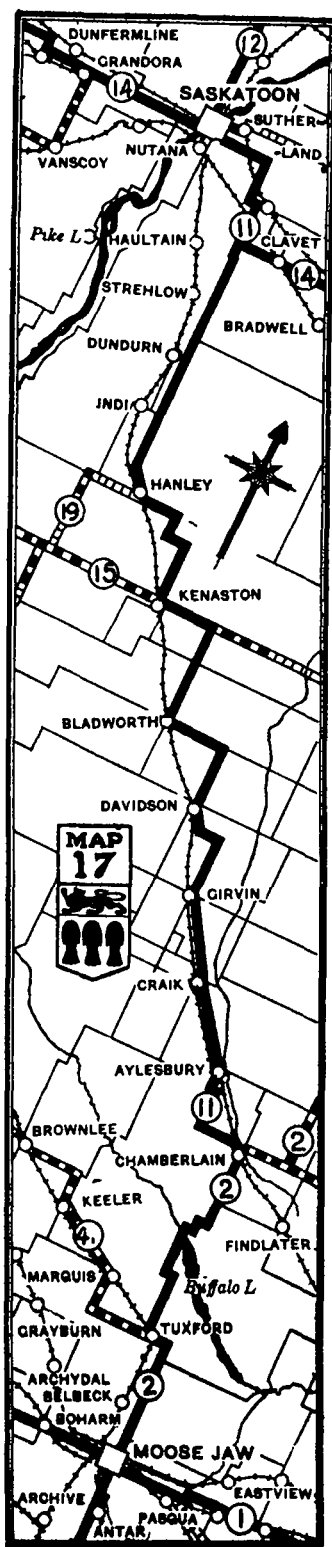 DUNFERMLINE
12
GRANDORA
14
SASKATOON
SUTHER-
LAND
VANSCOY
NUTANA
Pike L
HAULTAIN
11
CLAVET
14
STREHLOW
BRADWELL
DUNDURN
INDI
HANLEY
19
15
KENASTON
BLADWORTH
DAVIDSON
MAP
17
GIRVIN
CRAIK
AYLESBURY
11
2
BROWNLEE
CHAMBERLAIN
2
KEELER
4
FINDLATER
MARQUIS
Buffalo L
GRAYBURN
TUXFORD
ARCHYDAL
BELBECK
2
BOHARM
MOOSE JAW
EASTVIEW
ARCHIVE
PASQUA
1
ANTAR